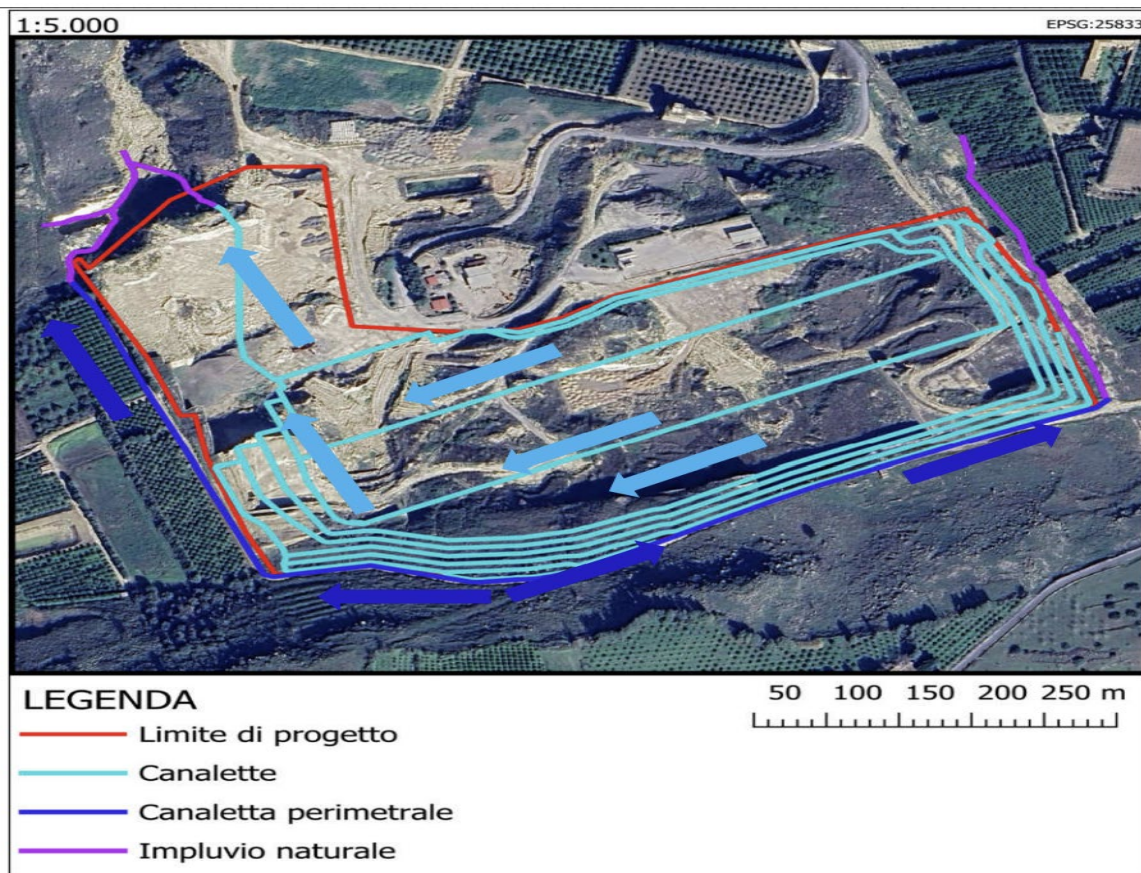 1:5.000
EPSG:25833
LEGENDA
Limite di progetto
Canalette
Canaletta perimetrale
Impluvio naturale
50 100 150 200 250 m